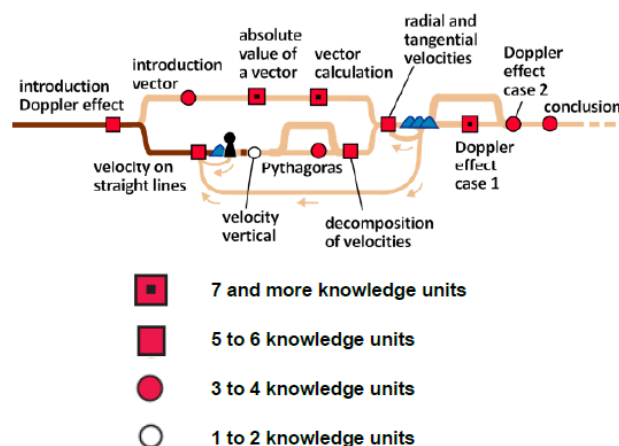 introduction
Doppler effect
introduction
vector
absolute
value of
a vector
vector
calculation
radial and
tangential
velocities
Doppler
effect
case 2
conclusion
velocity on
straight lines
velocity
vertical
Pythagoras
decomposition
of velocities
Doppler
effect
case 1
7 and more knowledge units
5 to 6 knowledge units
3 to 4 knowledge units
1 to 2 knowledge units